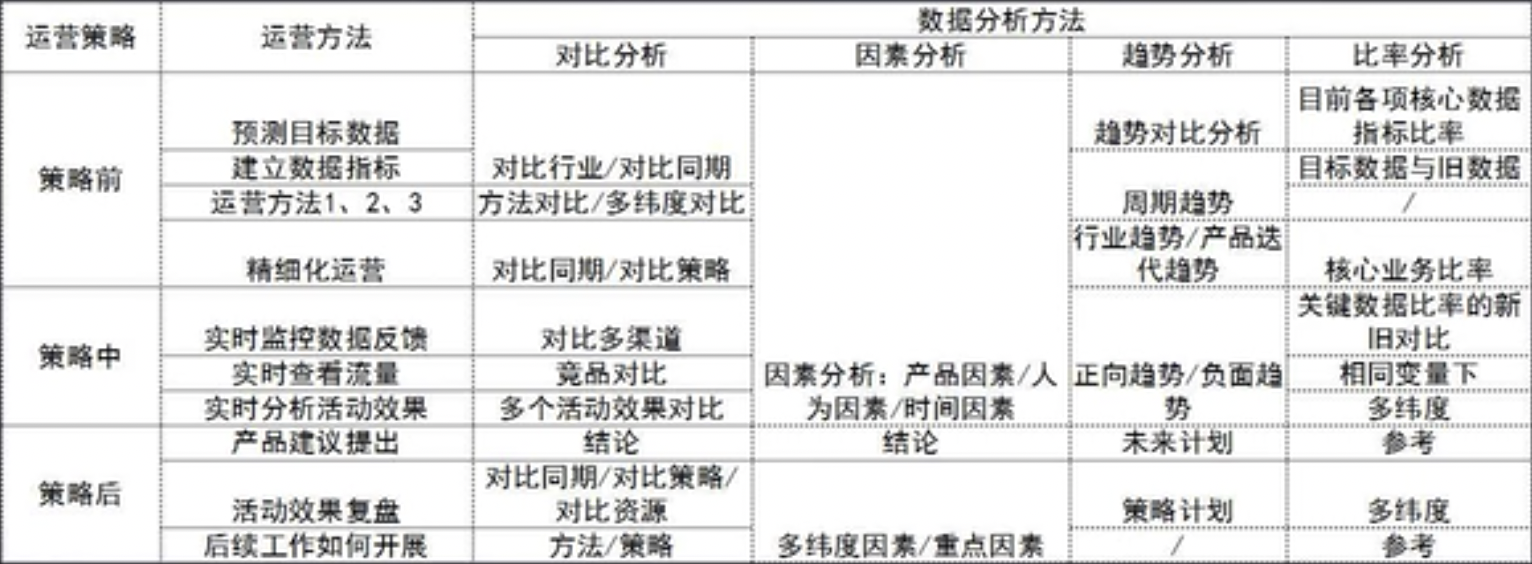 数据分析方法
运营策略 运营方法
对比分析 因素分析 趋势分析 比率分析
目前各项核心数据
预测目标数据 趋势对比分析 指标比率
策略前 建立数据指标 对比行业/对比同期 目标数据与旧数据
运营方法1、2、3 方法对比/多纬度对比 周期趋势 /
行业趋势/产品迭
精细化运营 对比同期/对比策略 代趋势 核心业务比率
关键数据比率的新
实时监控数据反馈 对比多渠道 旧对比
策略中 实时查看流量 竞品对比 因素分析：产品因素/人 正向趋势/负面趋 相同变量下
实时分析活动效果 多个活动效果对比 为因素/时间因素 势 多纬度
产品建议提出 结论 结论 未来计划 参考
对比同期/对比策略/
策略后 活动效果复盘 对比资源 策略计划 多纬度
后续工作如何开展 方法/策略 多纬度因素/重点因素 / 参考